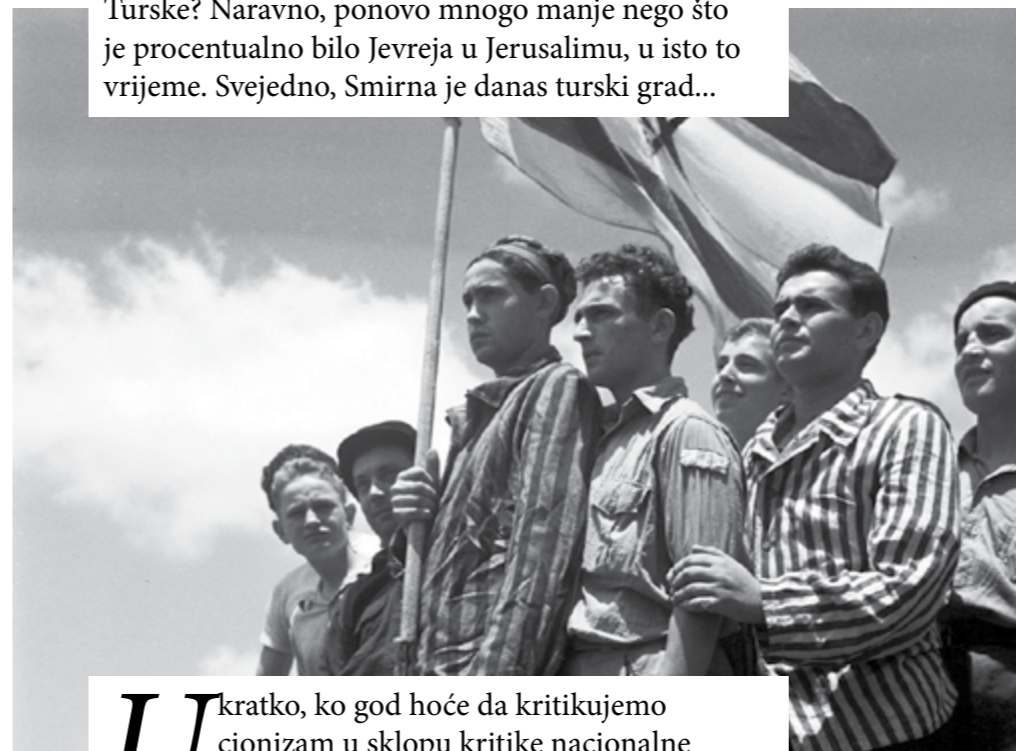 Turske? Naravno, ponovo mnogo manje nego što
je procentualno bilo Jevreja u Jerusalimu, u isto to
vrijeme. Svejedno, Smirna je danas turski grad...
Ukratko, ko god hoće da kritikujemo
cionizam u sklopu kritike nacionalne